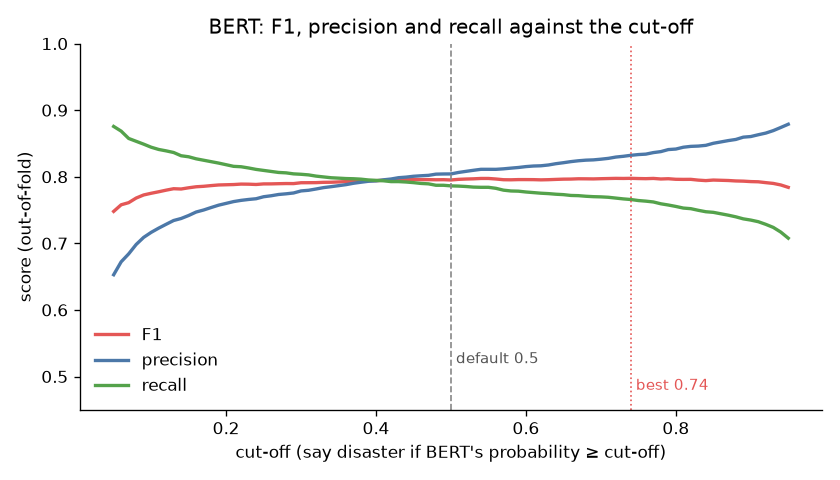 BERT: F1, precision and recall against the cut-off
1.0
0.9
0.8
0.7
0.6
0.5
score (out-of-fold)
F1
precision
recall
default 0.5
best 0.74
0.2
0.4
0.6
0.8
cut-off (say disaster if BERT's probability ≥ cut-off)